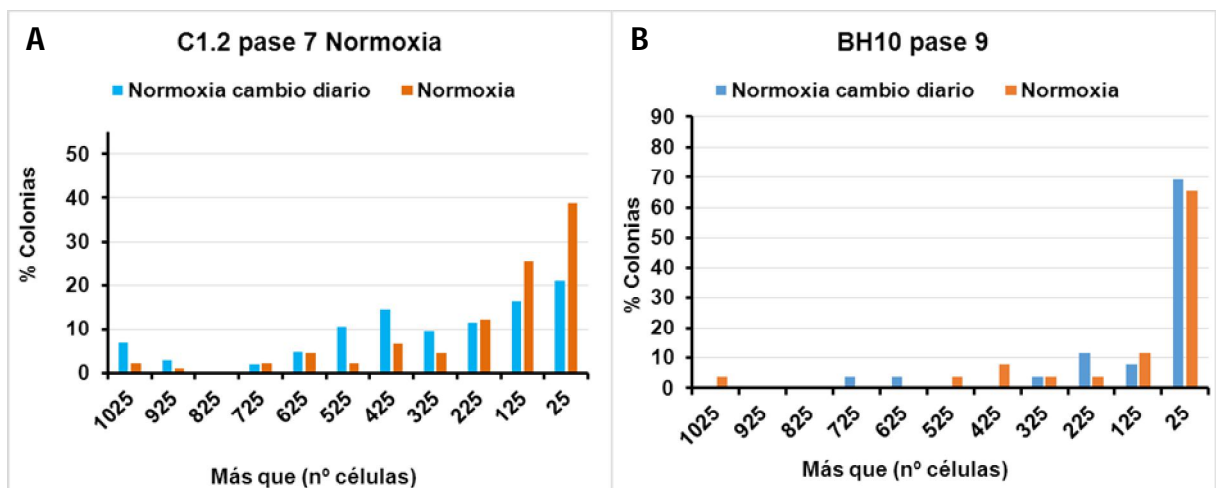 A
C1.2 pase 7 Normoxia
Normoxia cambio diario Normoxia
% Colonias
50
40
30
20
10
0
1025 925 825 725 625 525 425 325 225 125 25
Más que (nº células)
B
BH10 pase 9
Normoxia cambio diario Normoxia
% Colonias
90
80
70
60
50
40
30
20
10
0
1025 925 825 725 625 525 425 325 225 125 25
Más que (nº células)